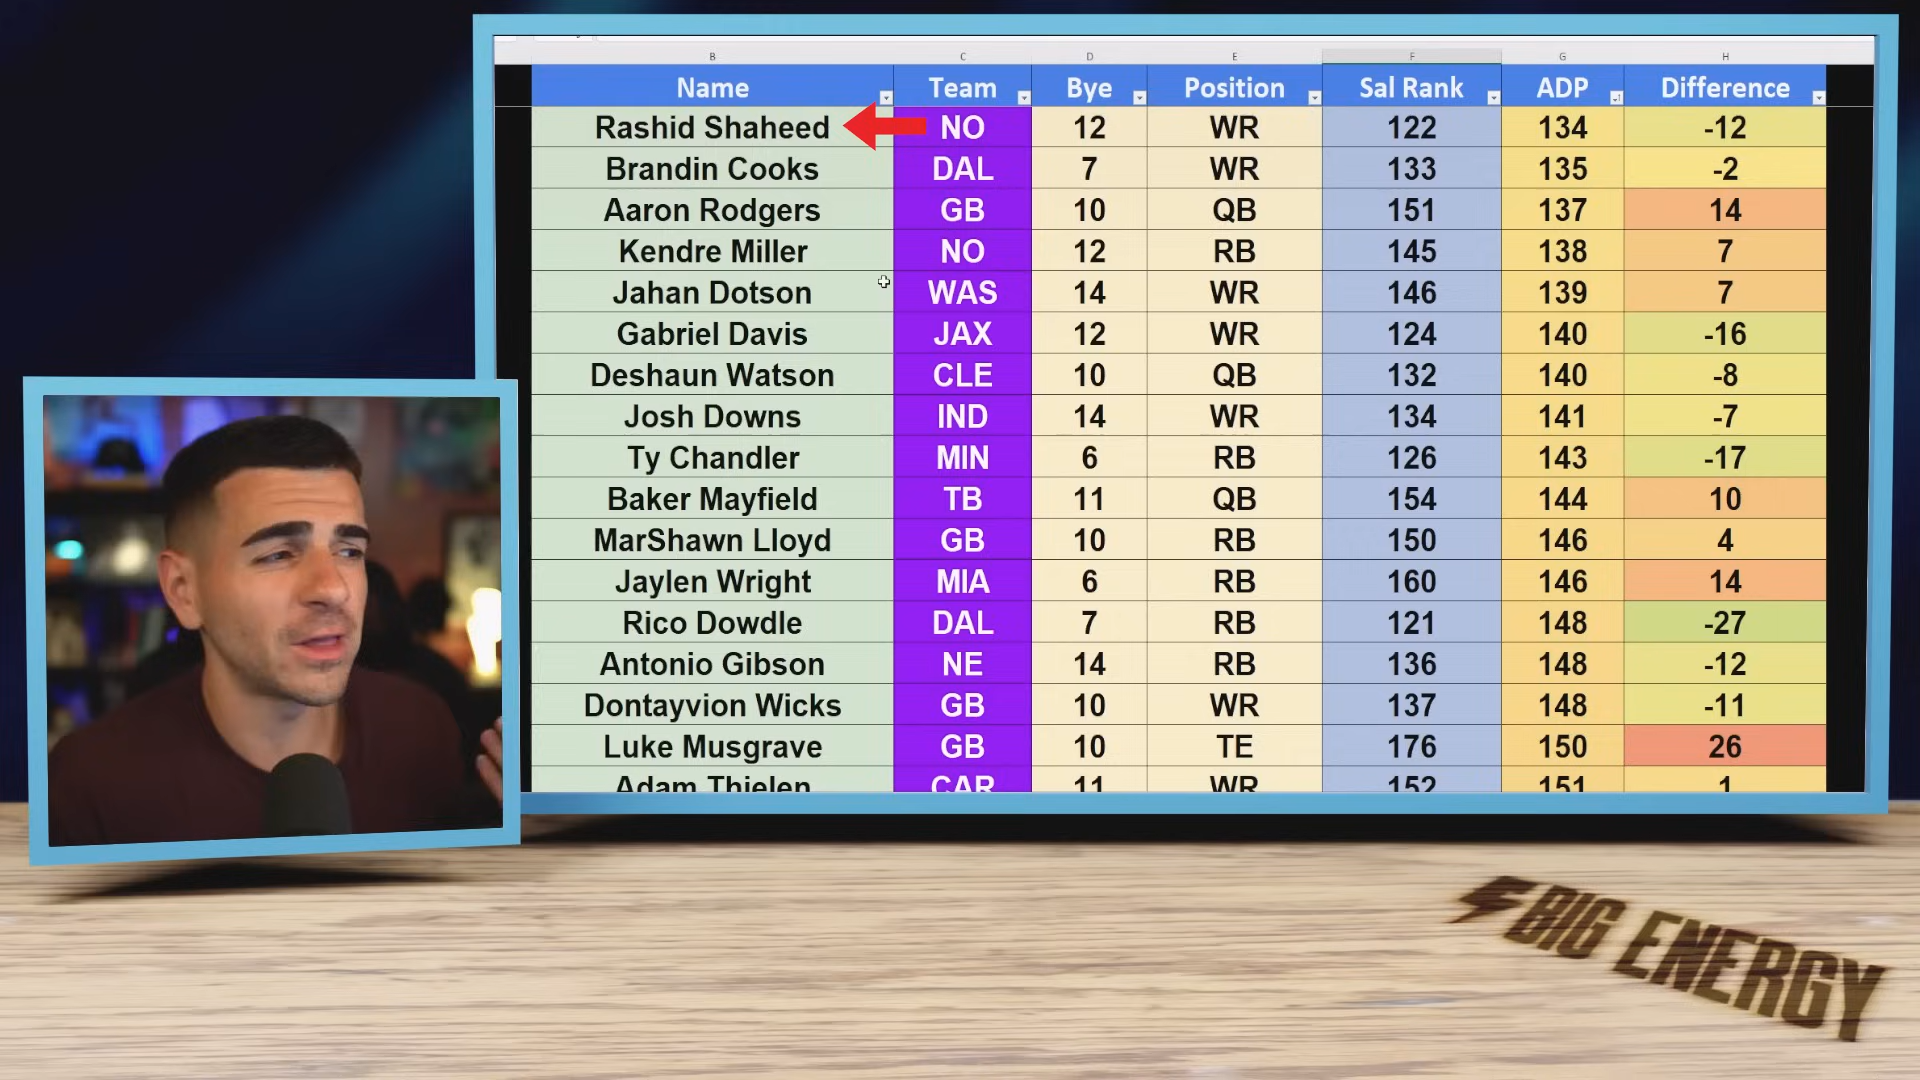 B C D E F G H
Name Team Bye Position Sal Rank ADP Difference
Rashid Shaheed NO 12 WR 122 134 -12
Brandin Cooks DAL 7 WR 133 135 -2
Aaron Rodgers GB 10 QB 151 137 14
Kendre Miller NO 12 RB 145 138 7
Jahan Dotson WAS 14 WR 146 139 7
Gabriel Davis JAX 12 WR 124 140 -16
Deshaun Watson CLE 10 QB 132 140 -8
Josh Downs IND 14 WR 134 141 -7
Ty Chandler MIN 6 RB 126 143 -17
Baker Mayfield TB 11 QB 154 144 10
MarShawn Lloyd GB 10 RB 150 146 4
Jaylen Wright MIA 6 RB 160 146 14
Rico Dowdle DAL 7 RB 121 148 -27
Antonio Gibson NE 14 RB 136 148 -12
Dontayvion Wicks GB 10 WR 137 148 -11
Luke Musgrave GB 10 TE 176 150 26
Adam Thielen CAR 11 WR 152 151 1
BIG ENERGY